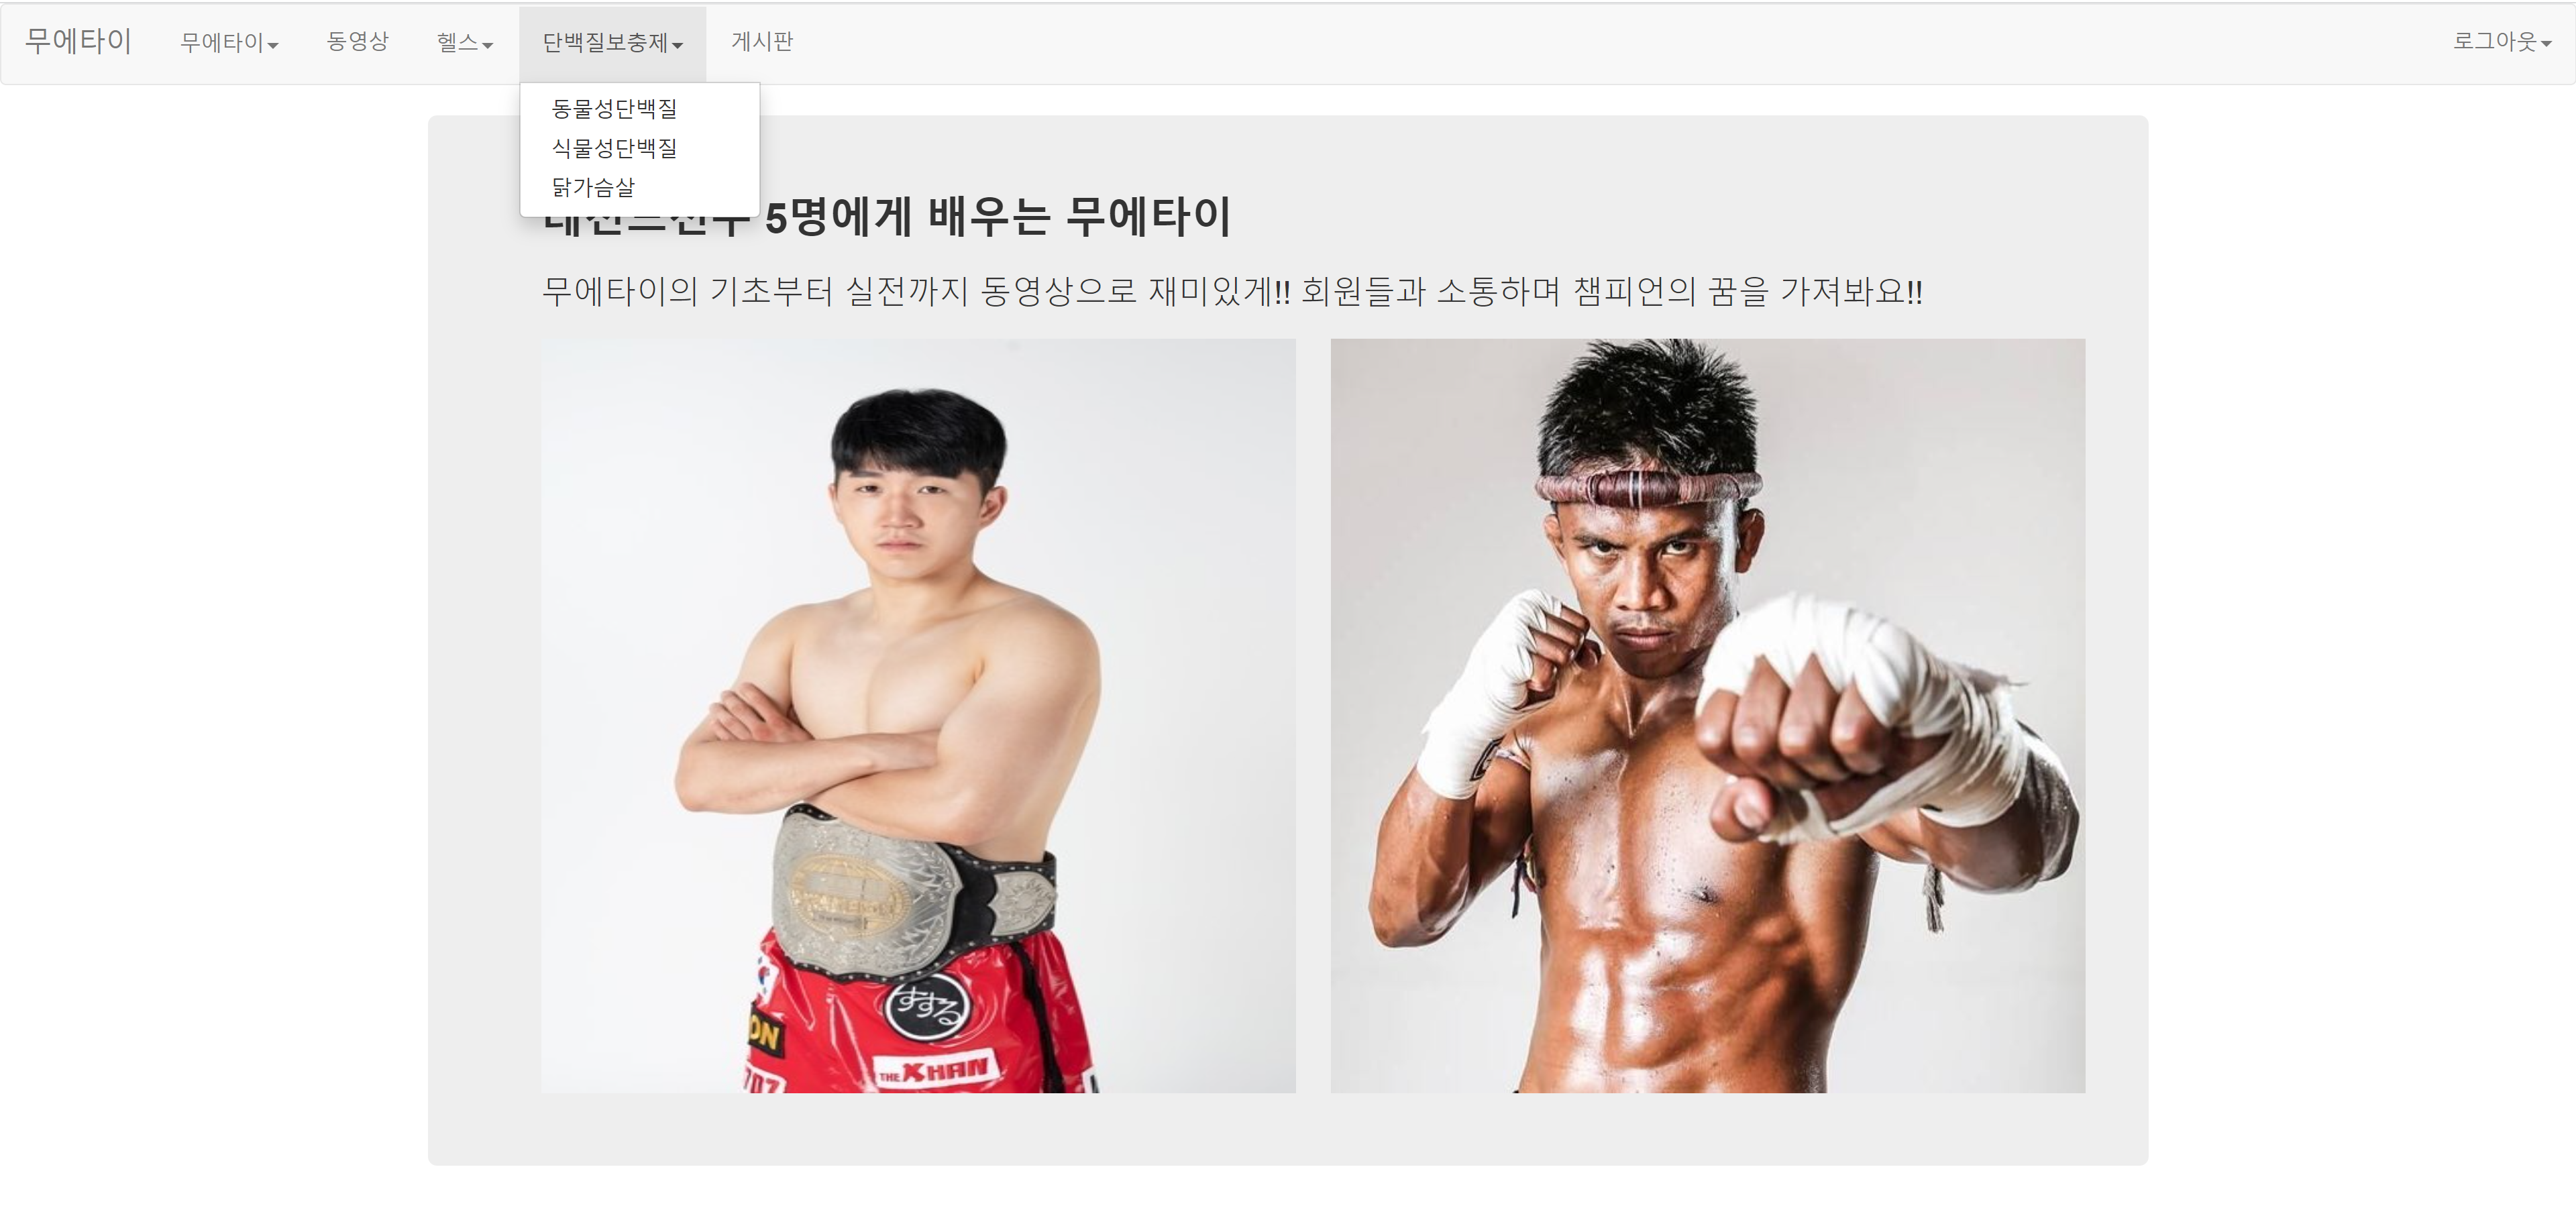 무에타이 무에타이 동영상 헬스 단백질보충제 게시판 로그아웃
동물성단백질
식물성단백질
닭가슴살
5명에게 배우는 무에타이
무에타이의 기초부터 실전까지 동영상으로 재미있게!! 회원들과 소통하며 챔피언의 꿈을 가져봐요!!
すする
ON
THE XHAN
707